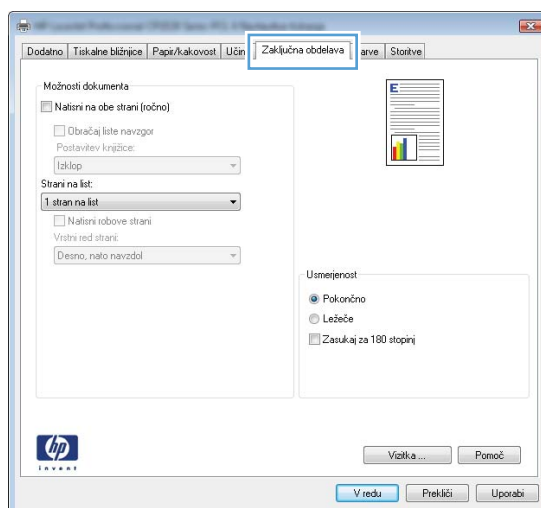 Dodatno Tiskalne bližnjice Papir/kakovost Učin Zaključna obdelava arve Storitve
Možnosti dokumenta
Natisni na obe strani (ročno)
Obračaj liste navzgor
Postavitev knjižice:
Izklop
Strani na list:
1 stran na list
Natisni robove strani
Vrstni red strani:
Desno, nato navzdol
E
Usmerjenost
Pokončno
Ležeče
Zasukaj za 180 stopinj
hp
invent
Vizitka ... Pomoč
V redu Prekliči Uporabi